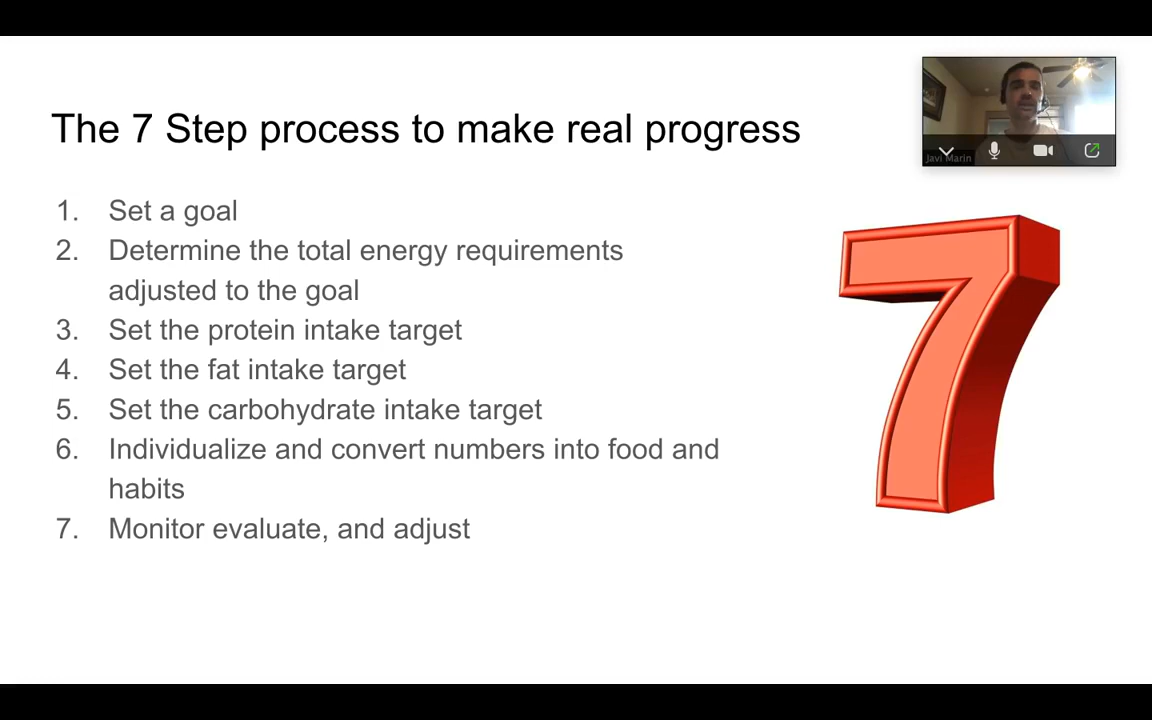 The 7 Step process to make real progress
Javi Marin
1. Set a goal
2. Determine the total energy requirements
adjusted to the goal
3. Set the protein intake target
4. Set the fat intake target
5. Set the carbohydrate intake target
6. Individualize and convert numbers into food and
habits
7. Monitor evaluate, and adjust
7